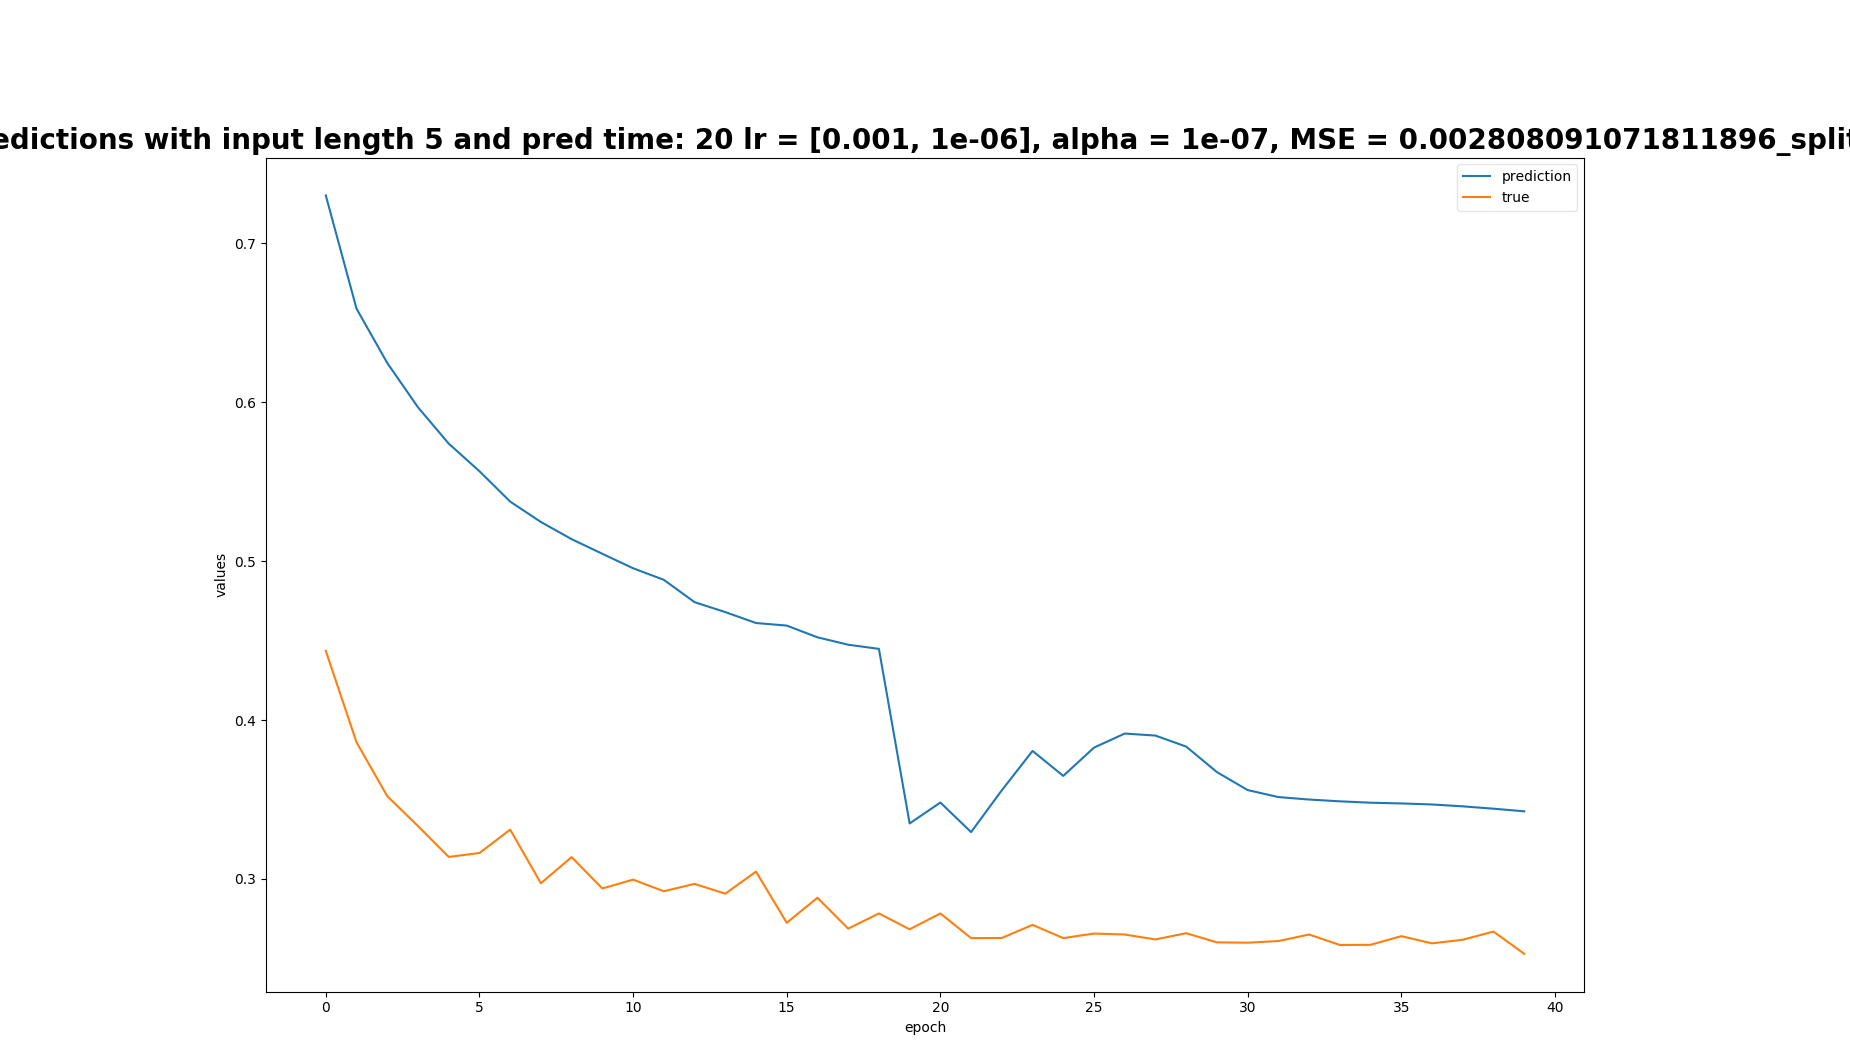 edictions with input length 5 and pred time: 20 lr = [0.001, 1e-06], alpha = 1e-07, MSE = 0.002808091071811896_split
prediction
true
0.7
0.6
0.5
0.4
0.3
values
0 5 10 15 20 25 30 35 40
epoch